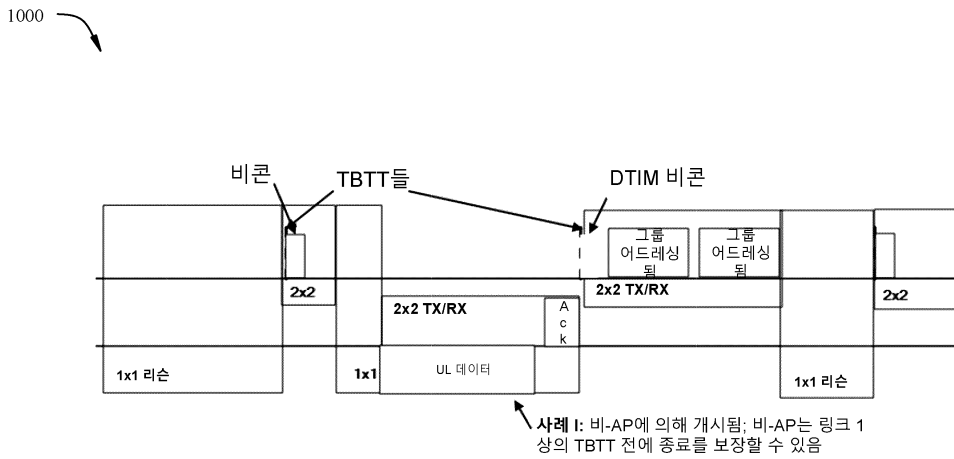 1000
비콘
TBTT들
DTIM 비콘
그룹
어드레싱
됨
그룹
어드레싱
됨
2x2
2x2 TX/RX
2x2
2x2 TX/RX
A
c
k
1x1 리슨
1x1
UL 데이터
1x1 리슨
사례 I: 비-AP에 의해 개시됨; 비-AP는 링크 1
상의 TBTT 전에 종료를 보장할 수 있음